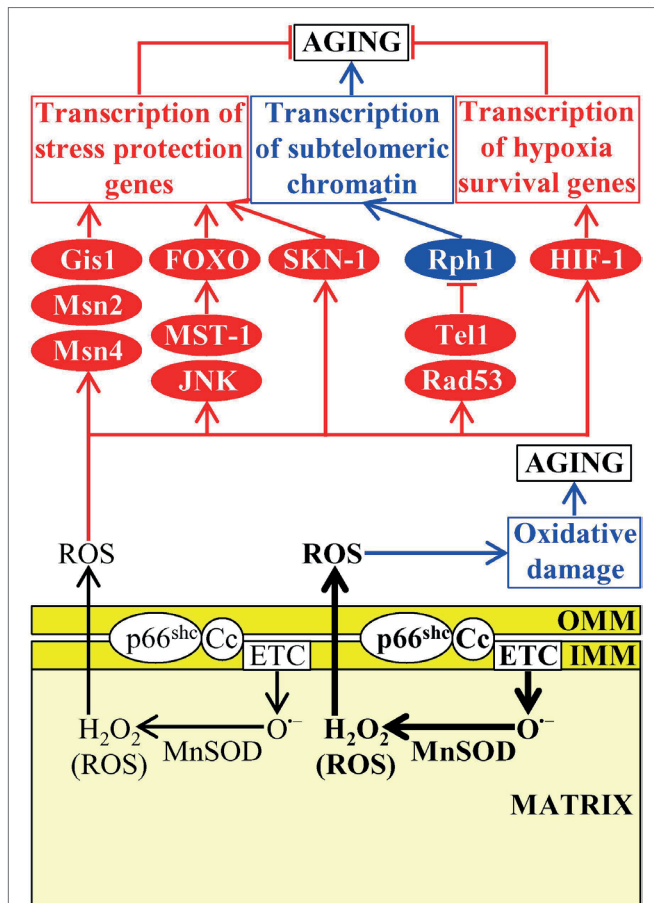 AGING
Transcription of
stress protection
genes
Transcription
of subtelomeric
chromatin
Transcription
of hypoxia
survival genes
Gis1
FOXO
SKN-1
Rph1
HIF-1
Msn2
Msn4
MST-1
JNK
Tel1
Rad53
AGING
ROS
ROS
Oxidative
damage
OMM
p66shc
Cc
p66shc
Cc
ETC
ETC
IMM
H2O2
(ROS)
MnSOD
O•−
H2O2
(ROS)
MnSOD
O•−
MATRIX